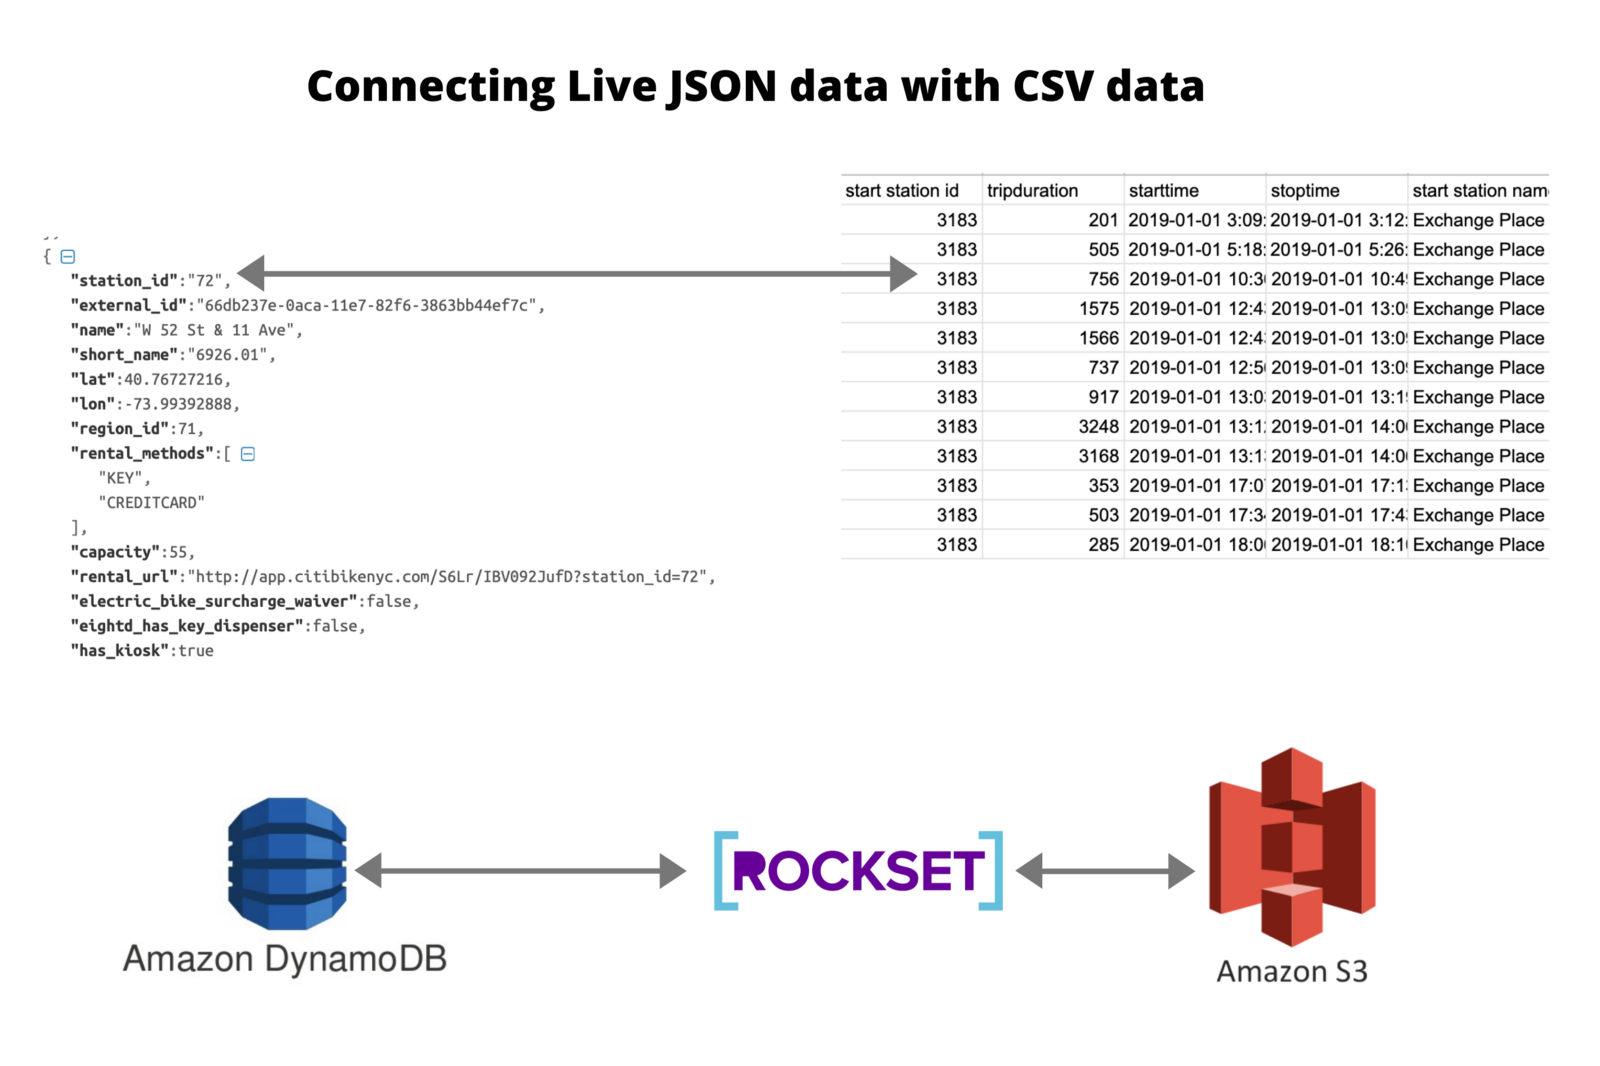 Connecting Live JSON data with CSV data
{
"station_id":"72",
"external_id":"66db237e-0aca-11e7-82f6-3863bb44ef7c",
"name":"W 52 St & 11 Ave",
"short_name":"6926.01",
"lat":40.76727216,
"lon":-73.99392888,
"region_id":71,
"rental_methods":[
"KEY",
"CREDITCARD"
],
"capacity":55,
"rental_url":"http://app.citibikenyc.com/S6Lr/IBV092JufD?station_id=72",
"electric_bike_surcharge_waiver":false,
"eightd_has_key_dispenser":false,
"has_kiosk":true
start station id tripduration starttime stoptime start station nam
3183 201 2019-01-01 3:09: 2019-01-01 3:12: Exchange Place
3183 505 2019-01-01 5:18: 2019-01-01 5:26: Exchange Place
3183 756 2019-01-01 10:3 2019-01-01 10:4 Exchange Place
3183 1575 2019-01-01 12:4 2019-01-01 13:0 Exchange Place
3183 1566 2019-01-01 12:4 2019-01-01 13:0 Exchange Place
3183 737 2019-01-01 12:5 2019-01-01 13:0 Exchange Place
3183 917 2019-01-01 13:0 2019-01-01 13:1 Exchange Place
3183 3248 2019-01-01 13:1 2019-01-01 14:0 Exchange Place
3183 3168 2019-01-01 13:1 2019-01-01 14:0 Exchange Place
3183 353 2019-01-01 17:0 2019-01-01 17:1 Exchange Place
3183 503 2019-01-01 17:3 2019-01-01 17:4 Exchange Place
3183 285 2019-01-01 18:0 2019-01-01 18:1 Exchange Place
[ROCKSET]
Amazon DynamoDB
Amazon S3